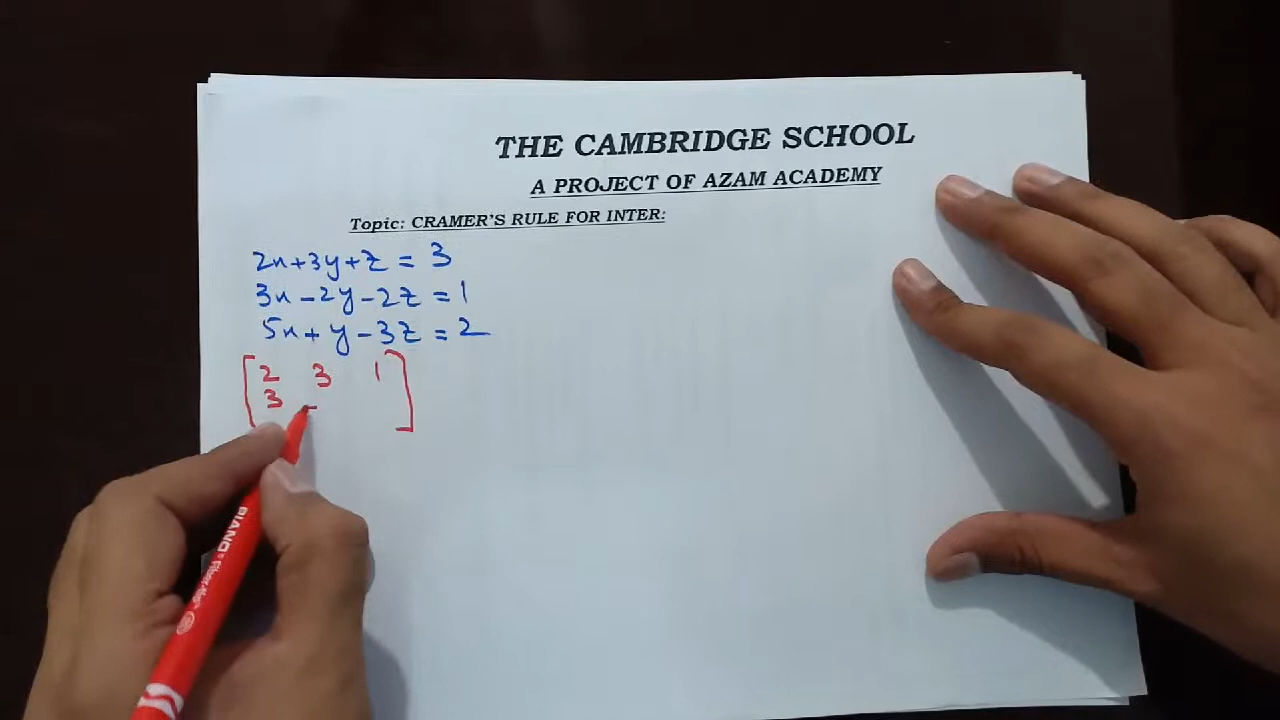 THE CAMBRIDGE SCHOOL
A PROJECT OF AZAM ACADEMY
Topic: CRAMER'S RULE FOR INTER:
2x+3y+z = 3
3x-2y-2z = 1
5x+y-3z = 2
2 3 1
3 -
PIANO